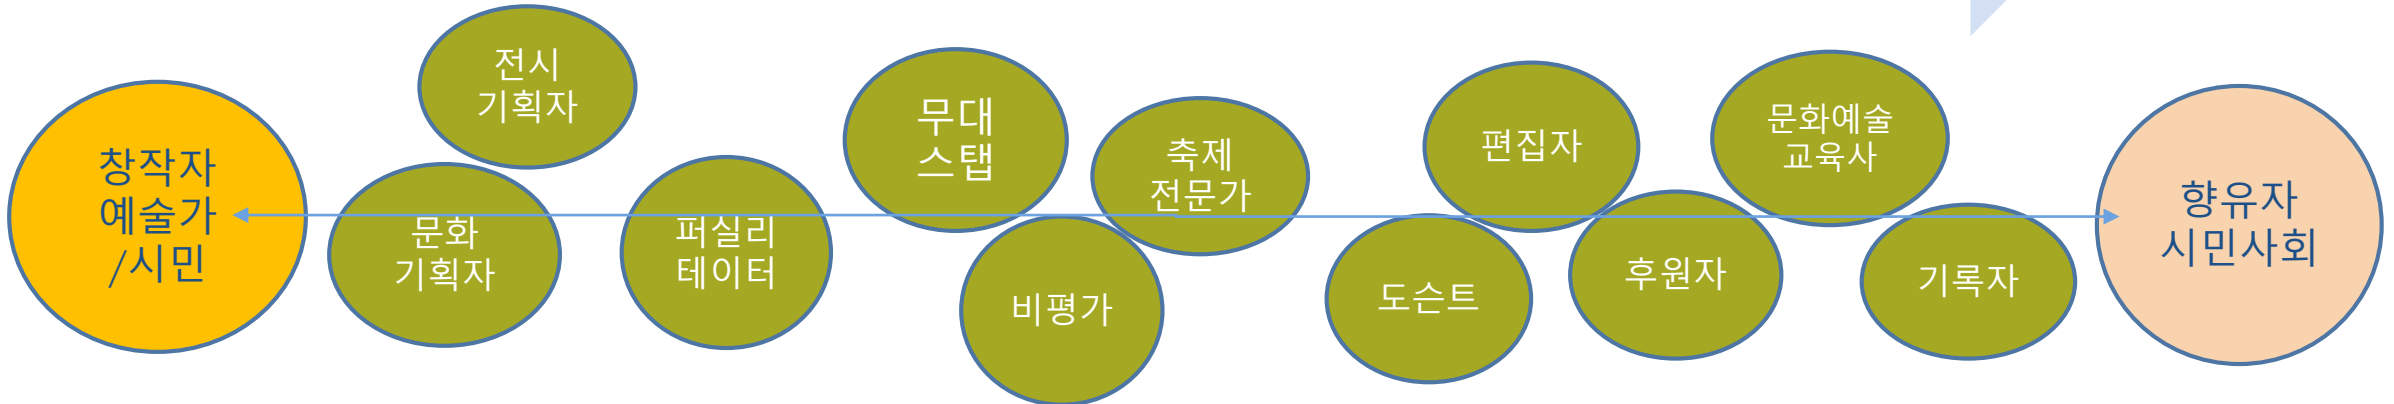 창작자
예술가
/시민
전시
기획자
문화
기획자
퍼실리
테이터
무대
스탭
비평가
축제
전문가
도슨트
편집자
후원자
문화예술
교육사
기록자
향유자
시민사회